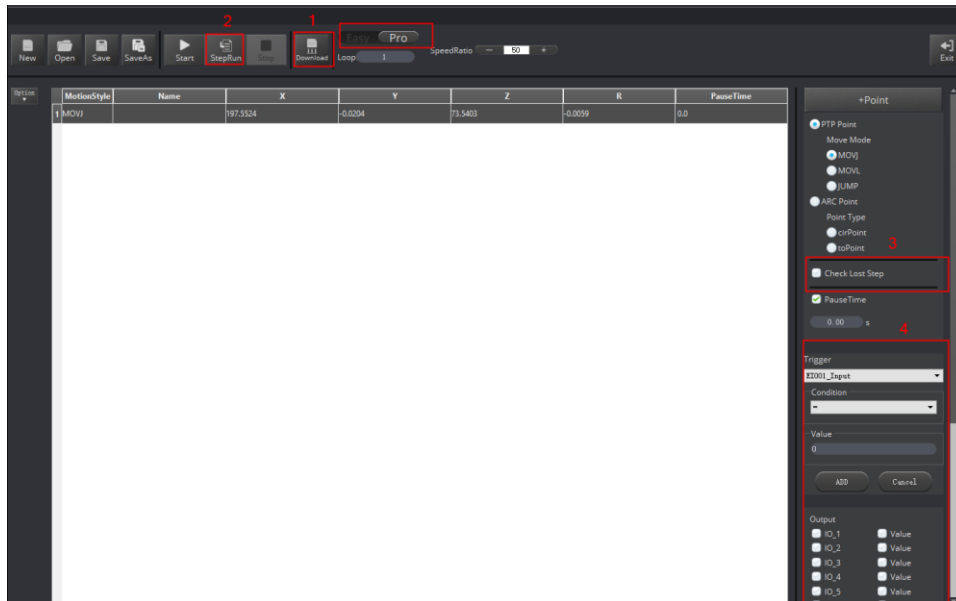 2
1
Easy Pro
New Open Save SaveAs Start StepRun Stop Download Loop 1 SpeedRatio － 50 + Exit
Option
MotionStyle Name X Y Z R PauseTime
1 MOVJ 197.5524 -0.0204 73.5403 -0.0059 0.0
+Point
PTP Point
Move Mode
MOVJ
MOVL
JUMP
ARC Point
Point Type
cirPoint
toPoint
3
Check Lost Step
PauseTime
0.00 s
4
Trigger
EIO01_Input
Condition
=
Value
0
ADD Cancel
Output
IO_1 Value
IO_2 Value
IO_3 Value
IO_4 Value
IO_5 Value